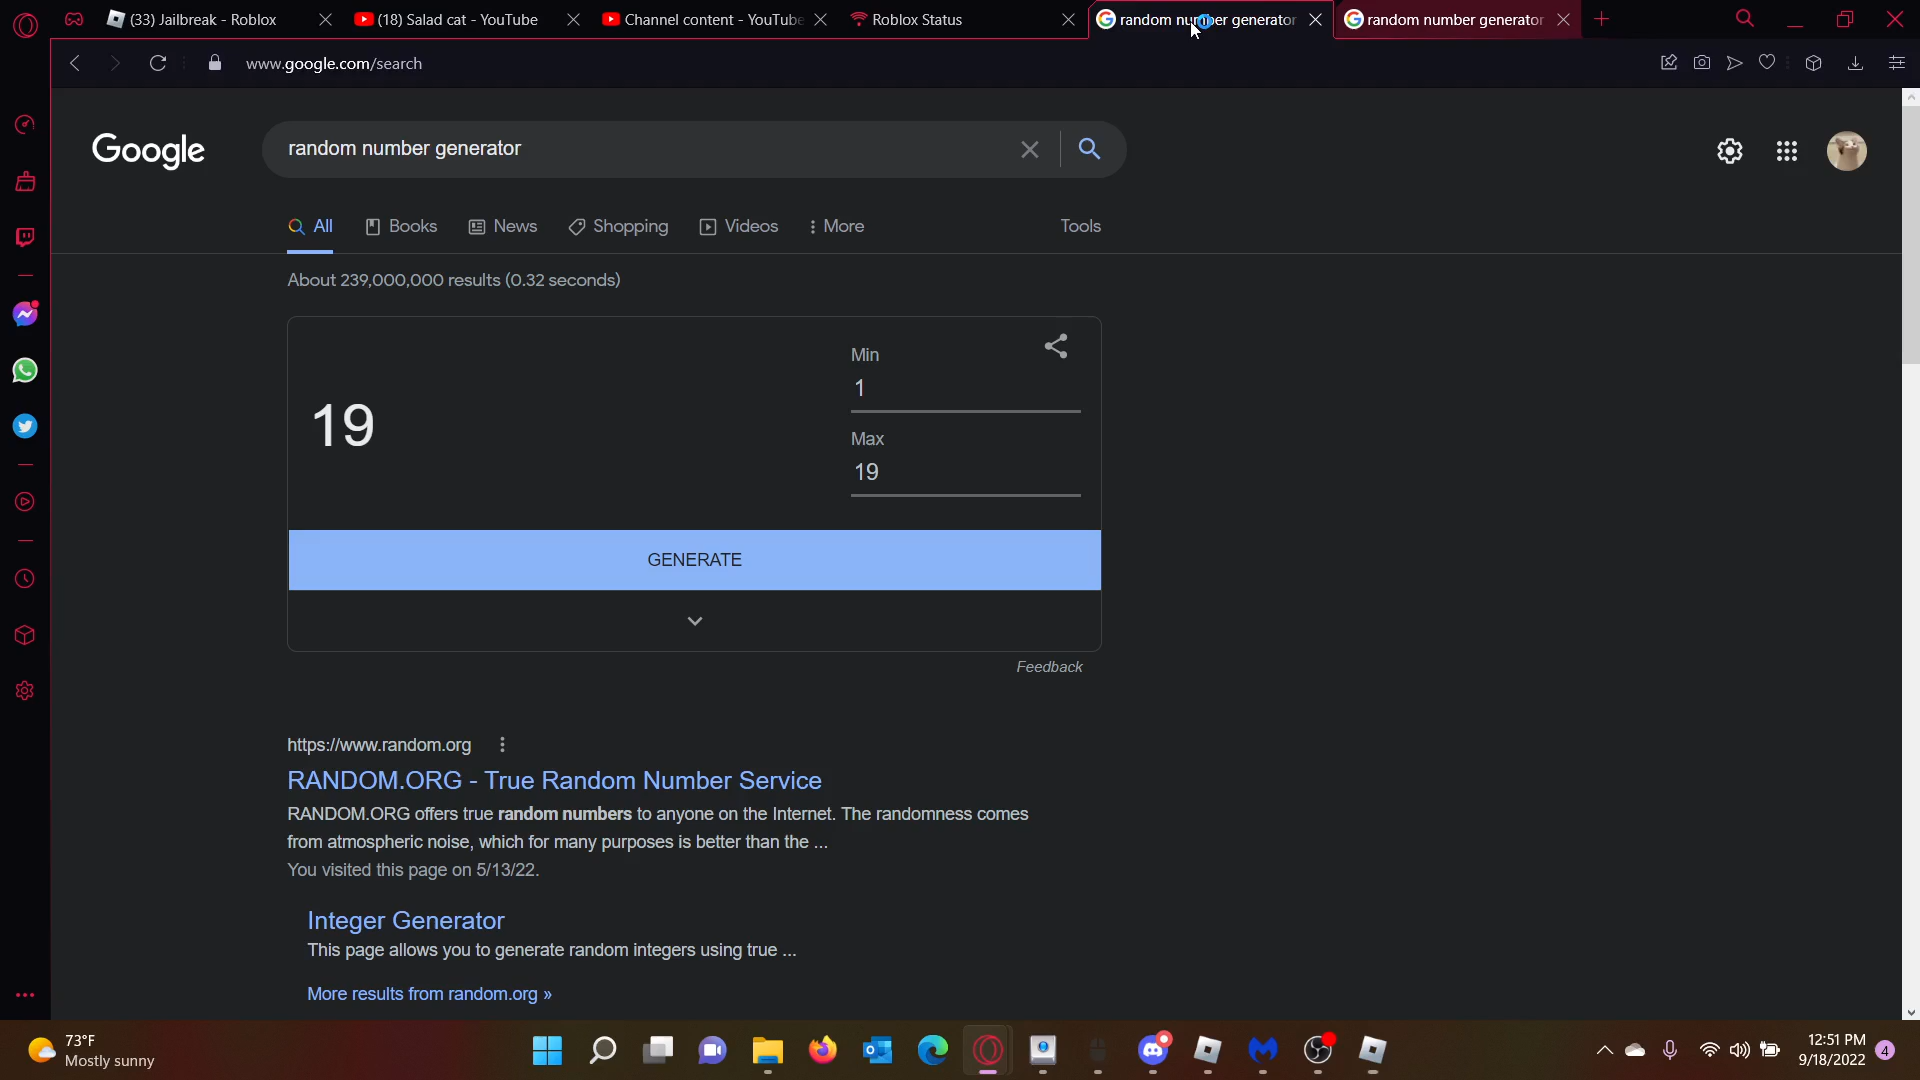 (33) Jailbreak - Roblox
(18) Salad cat - YouTube
Channel content - YouTube
Roblox Status
random number generator
random number generator
www.google.com/search
Google
random number generator
All
Books
News
Shopping
Videos
More
Tools
About 239,000,000 results (0.32 seconds)
Min
1
19
Max
19
GENERATE
Feedback
https://www.random.org
RANDOM.ORG - True Random Number Service
RANDOM.ORG offers true random numbers to anyone on the Internet. The randomness comes
from atmospheric noise, which for many purposes is better than the ...
You visited this page on 5/13/22.
Integer Generator
This page allows you to generate random integers using true ...
More results from random.org »
73°F
Mostly sunny
12:51 PM
9/18/2022
4